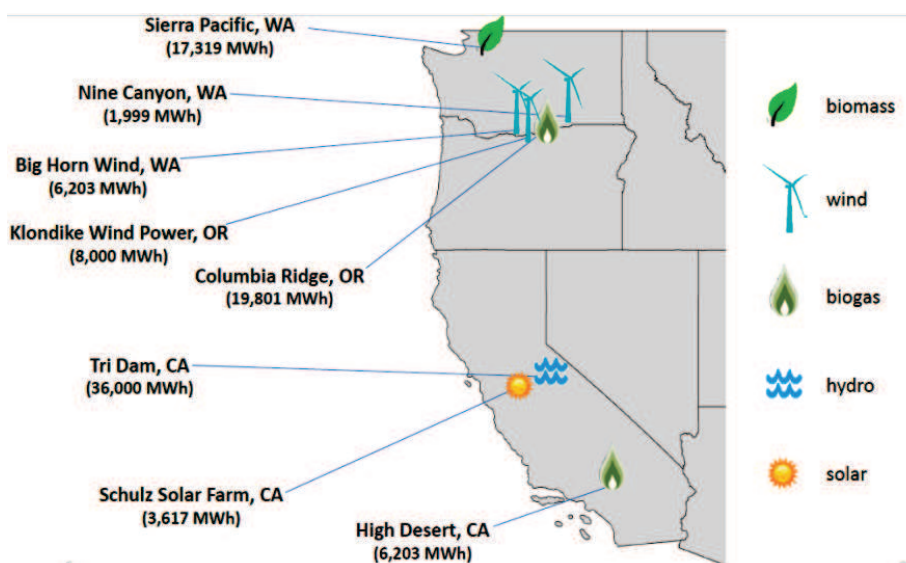 Sierra Pacific, WA
(17,319 MWh)
Nine Canyon, WA
(1,999 MWh)
Big Horn Wind, WA
(6,203 MWh)
Klondike Wind Power, OR
(8,000 MWh)
Columbia Ridge, OR
(19,801 MWh)
Tri Dam, CA
(36,000 MWh)
Schulz Solar Farm, CA
(3,617 MWh)
High Desert, CA
(6,203 MWh)
biomass
wind
biogas
hydro
solar